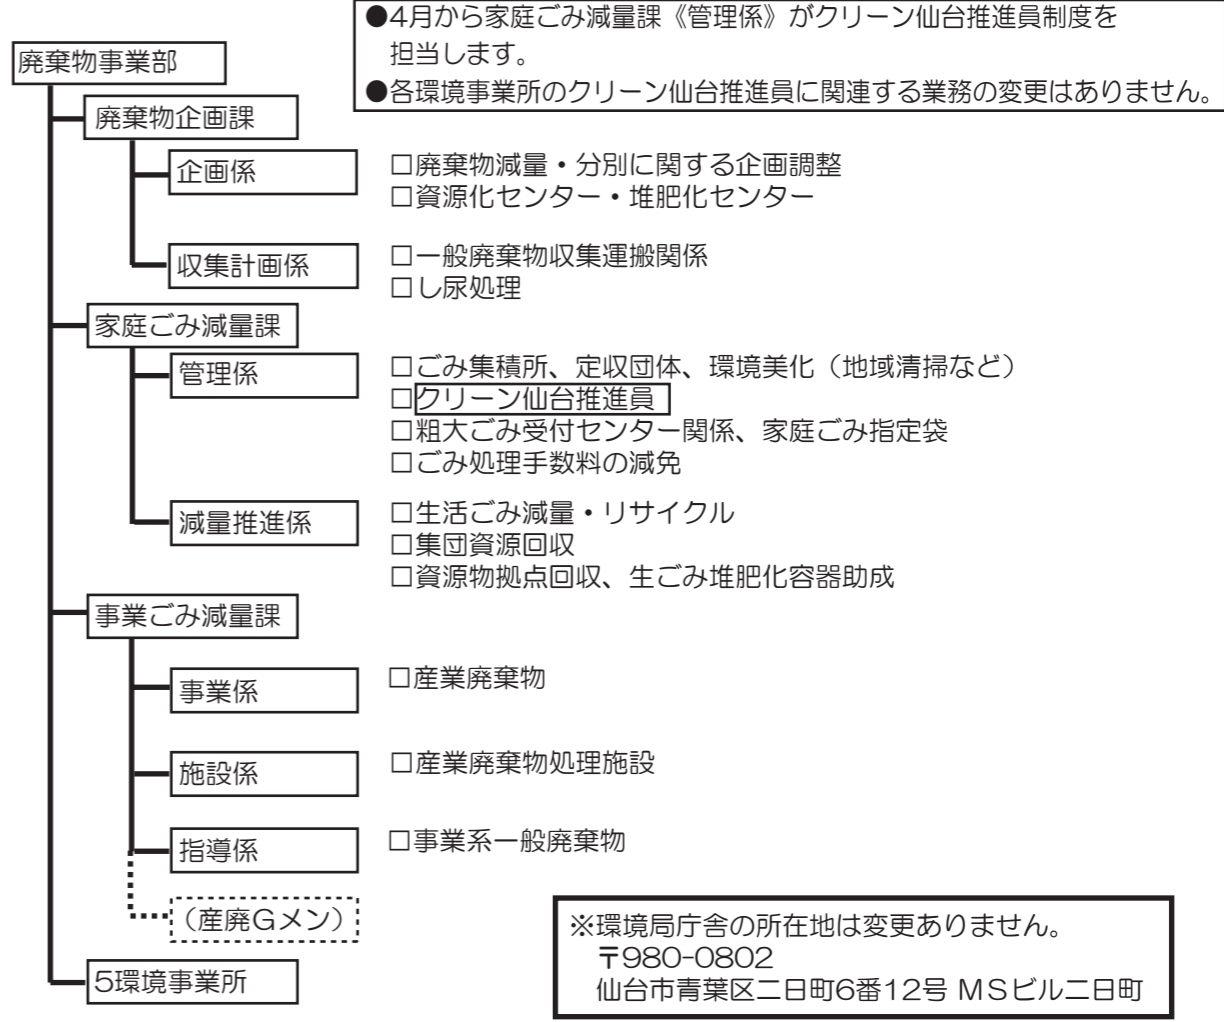 ●4月から家庭ごみ減量課《管理係》がクリーン仙台推進員制度を
担当します。
●各環境事業所のクリーン仙台推進員に関連する業務の変更はありません。
廃棄物事業部
廃棄物企画課
企画係
□廃棄物減量・分別に関する企画調整
□資源化センター・堆肥化センター
収集計画係
□一般廃棄物収集運搬関係
□し尿処理
家庭ごみ減量課
管理係
□ごみ集積所、定収団体、環境美化（地域清掃など）
□クリーン仙台推進員
□粗大ごみ受付センター関係、家庭ごみ指定袋
□ごみ処理手数料の減免
減量推進係
□生活ごみ減量・リサイクル
□集団資源回収
□資源物拠点回収、生ごみ堆肥化容器助成
事業ごみ減量課
事業係
□産業廃棄物
施設係
□産業廃棄物処理施設
指導係
□事業系一般廃棄物
（産廃Gメン）
5環境事業所
※環境局庁舎の所在地は変更ありません。
〒980-0802
仙台市青葉区二日町6番12号 MSビル二日町